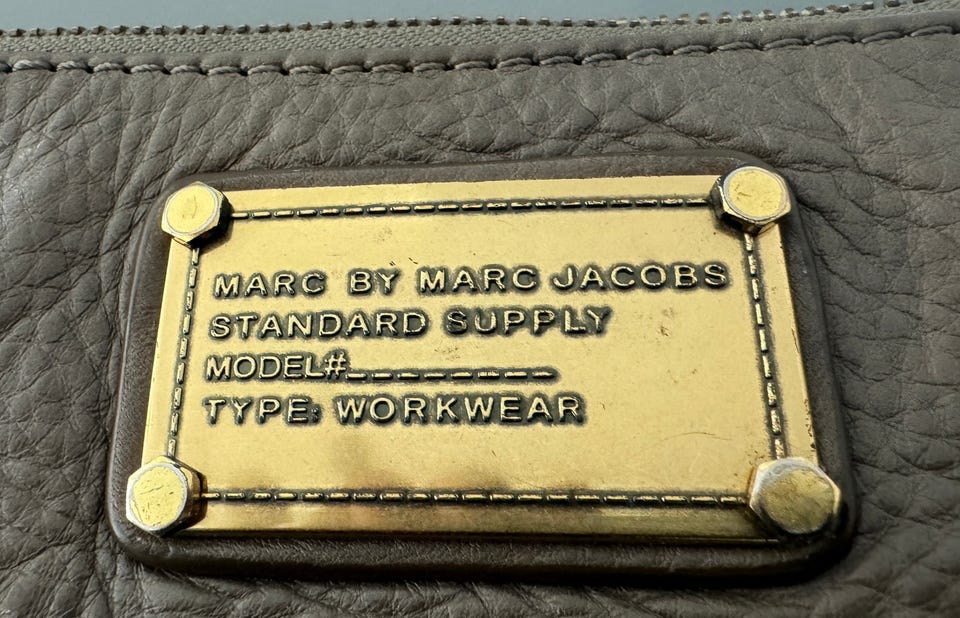 MARC BY MARC JACOBS
STANDARD SUPPLY
MODEL#_________
TYPE: WORKWEAR